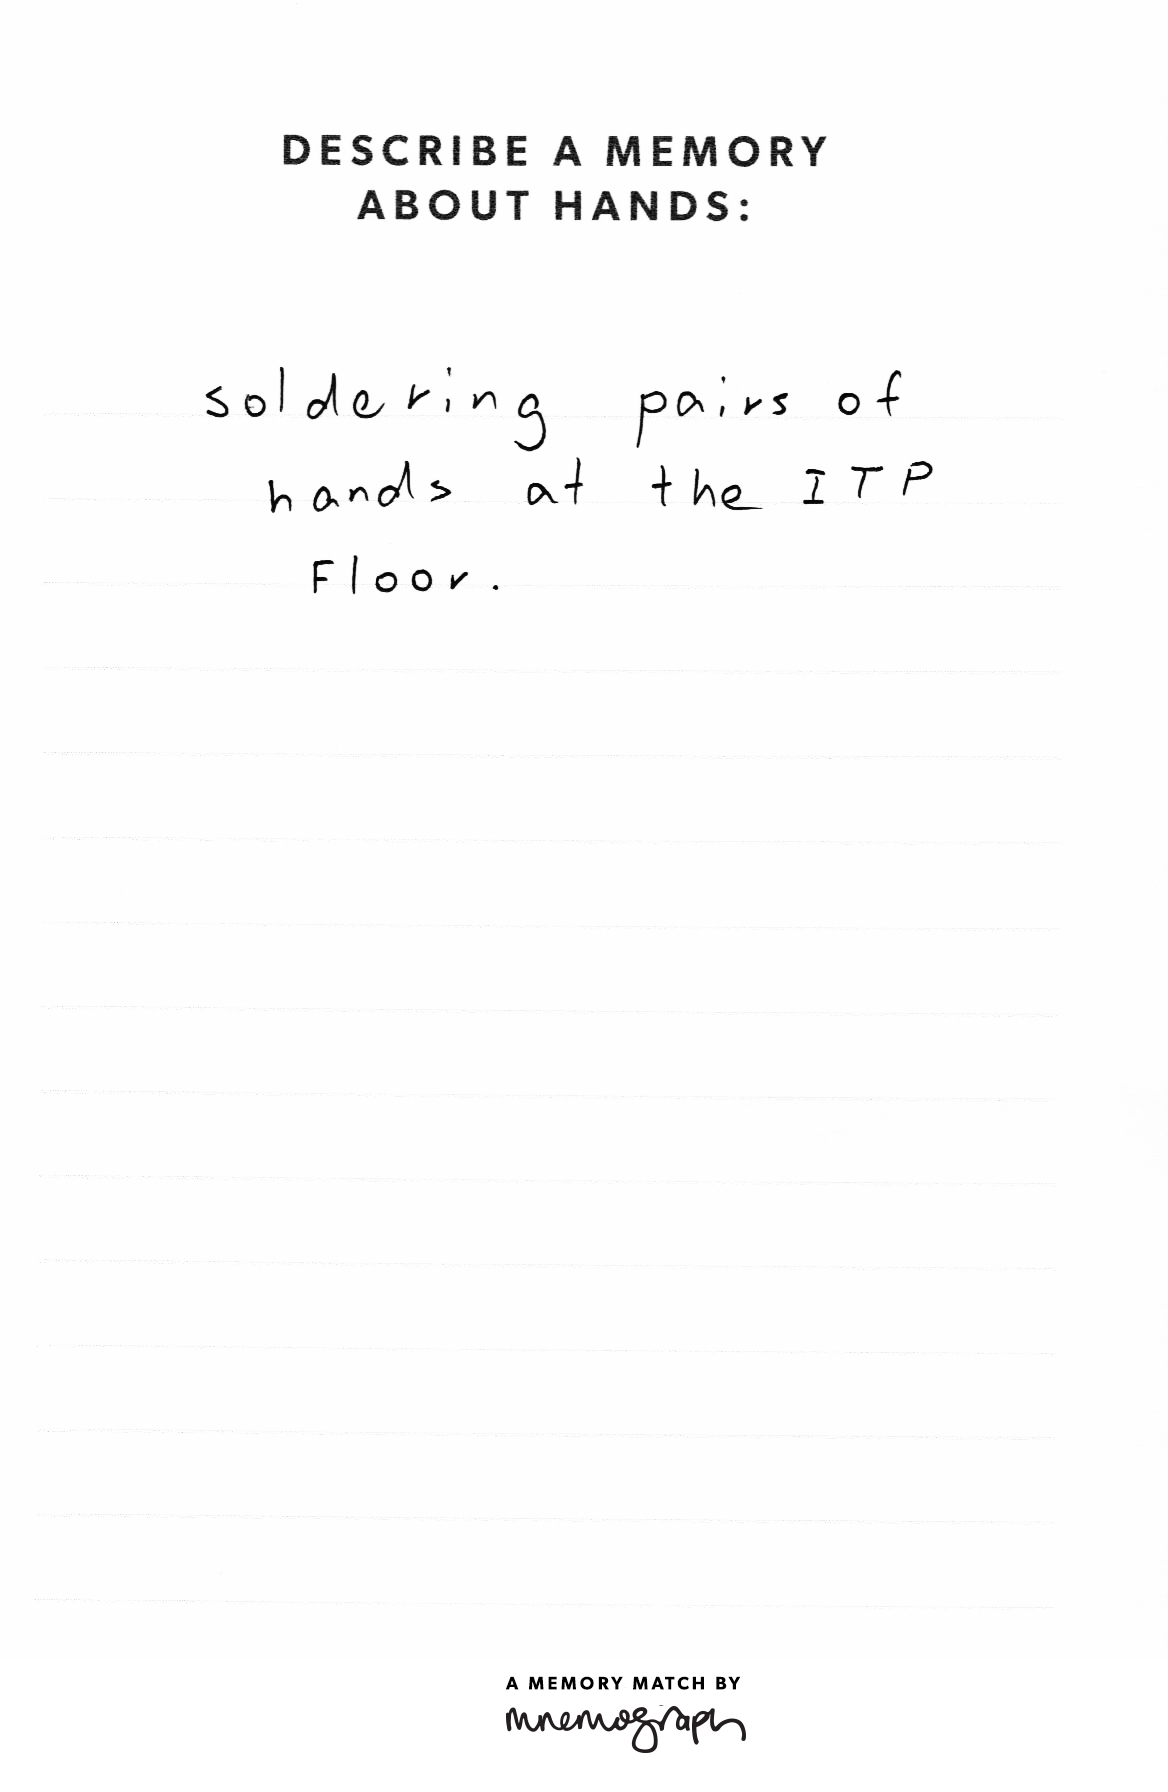 DESCRIBE A MEMORY
ABOUT HANDS:
soldering pairs of
hands at the ITP
Floor.
A MEMORY MATCH BY
mnemograph